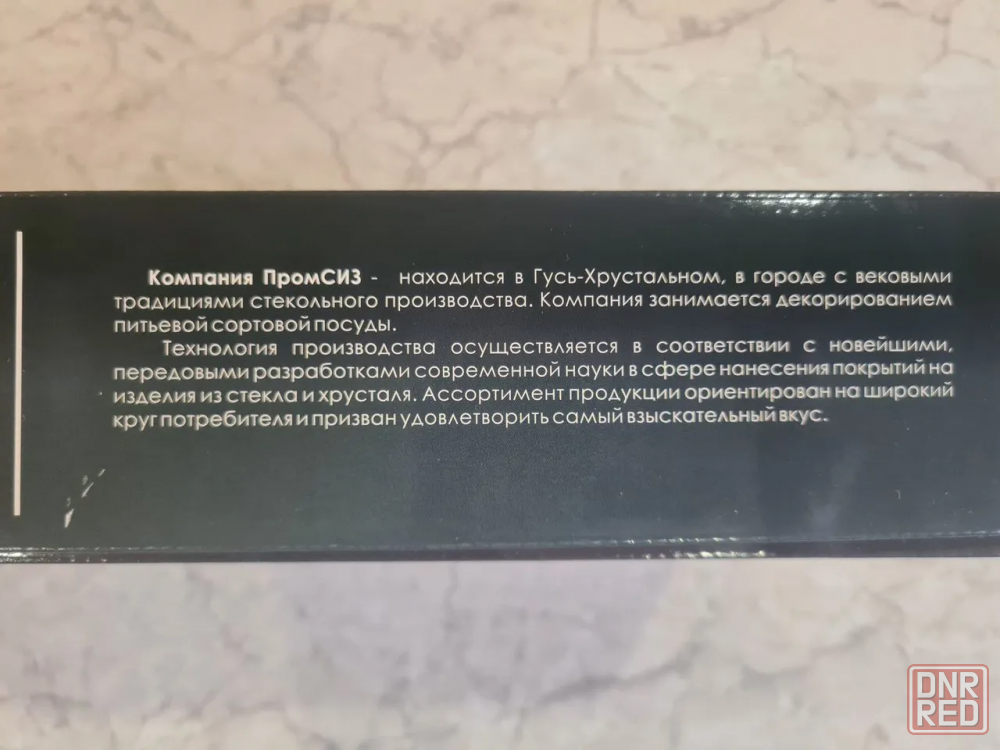 Компания ПромСИЗ - находится в Гусь-Хрустальном, в городе с вековыми
традициями стекольного производства. Компания занимается декорированием
питьевой сортовой посуды.
Технология производства осуществляется в соответствии с новейшими,
передовыми разработками современной науки в сфере нанесения покрытий на
изделия из стекла и хрусталя. Ассортимент продукции ориентирован на широкий
круг потребителя и призван удовлетворить самый взыскательный вкус.
DNR
RED